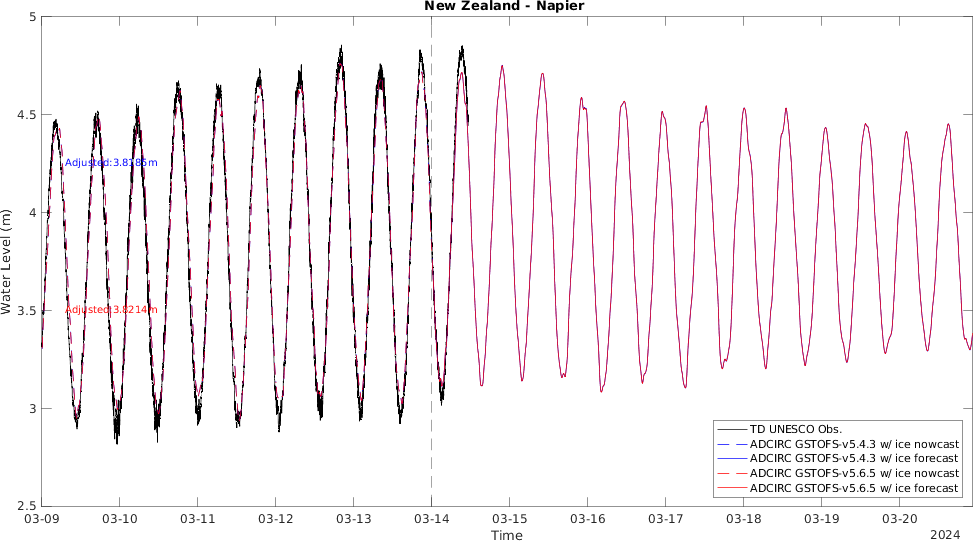 New Zealand - Napier
5
4.5
4
3.5
3
2.5
Water Level (m)
Adjusted:3.8785m
Adjusted:3.8214m
TD UNESCO Obs.
ADCIRC GSTOFS-v5.4.3 w/ ice nowcast
ADCIRC GSTOFS-v5.4.3 w/ ice forecast
ADCIRC GSTOFS-v5.6.5 w/ ice nowcast
ADCIRC GSTOFS-v5.6.5 w/ ice forecast
03-09 03-10 03-11 03-12 03-13 03-14 03-15 03-16 03-17 03-18 03-19 03-20
Time
2024